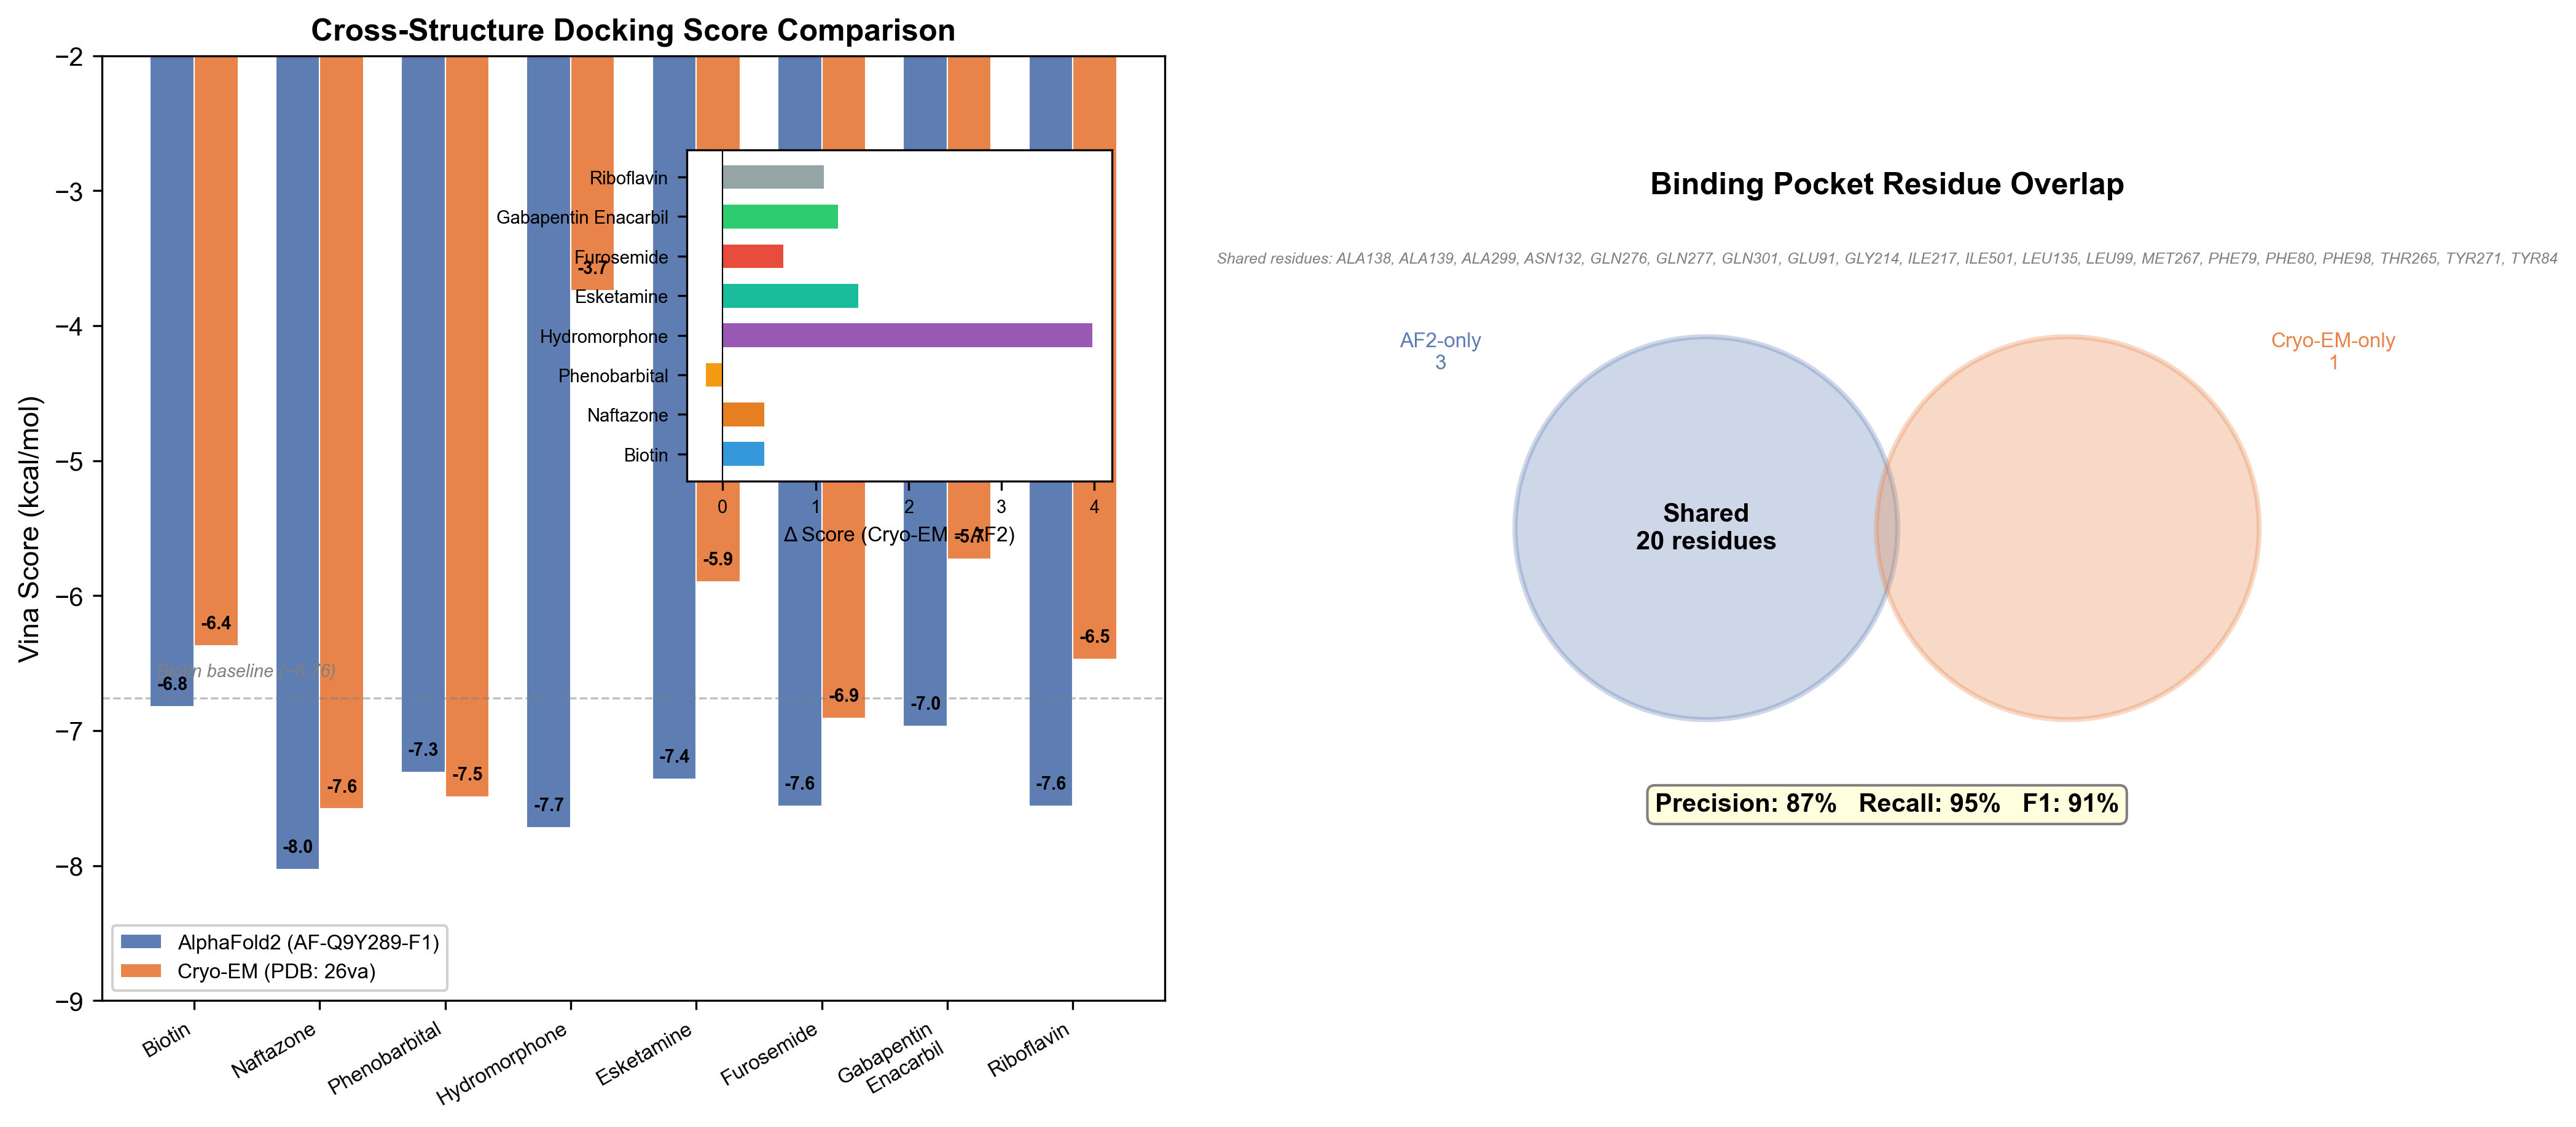 Cross-Structure Docking Score Comparison
Vina Score (kcal/mol)
−2
−3
−4
−5
−6
−7
−8
−9
-6.8
-6.4
-8.0
-7.6
-7.3
-7.5
-7.7
-3.7
-7.4
-5.9
-7.6
-6.9
-7.0
-5.7
-7.6
-6.5
Biotin baseline (−6.76)
Riboflavin
Gabapentin Enacarbil
Furosemide
Esketamine
Hydromorphone
Phenobarbital
Naftazone
Biotin
0
1
2
3
4
Δ Score (Cryo-EM − AF2)
AlphaFold2 (AF-Q9Y289-F1)
Cryo-EM (PDB: 26va)
Biotin
Naftazone
Phenobarbital
Hydromorphone
Esketamine
Furosemide
Gabapentin
Enacarbil
Riboflavin
Binding Pocket Residue Overlap
Shared residues: ALA138, ALA139, ALA299, ASN132, GLN276, GLN277, GLN301, GLU91, GLY214, ILE217, ILE501, LEU135, LEU99, MET267, PHE79, PHE80, PHE98, THR265, TYR271, TYR84
AF2-only
3
Cryo-EM-only
1
Shared
20 residues
Precision: 87%   Recall: 95%   F1: 91%